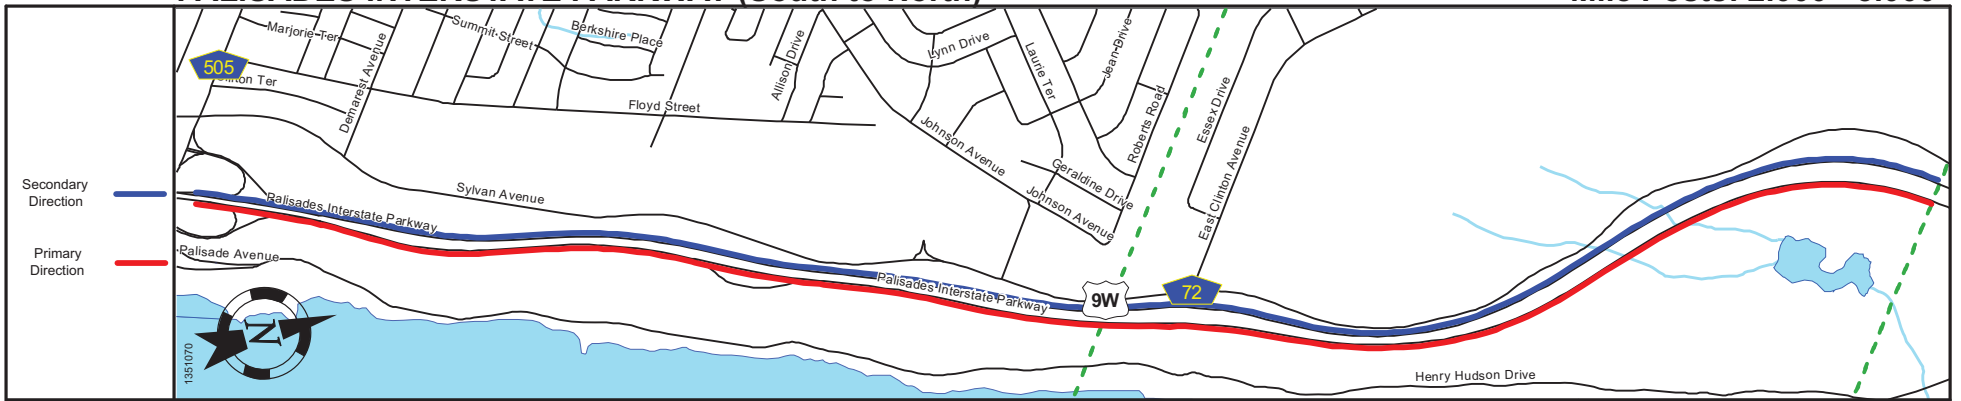 Marjorie Ter
505
Ter
Demarest Avenue
Summit Street
Berkshire Place
Floyd Street
Allison Drive
Lynn Drive
Laurie Ter
Jean Drive
Roberts Road
Essex Drive
East Clinton Avenue
Johnson Avenue
Geraldine Drive
Johnson Avenue
Secondary
Direction
Primary
Direction
Sylvan Avenue
Palisades Interstate Parkway
Palisade Avenue
Palisades Interstate Parkway
9W
72
Henry Hudson Drive
N
1351070